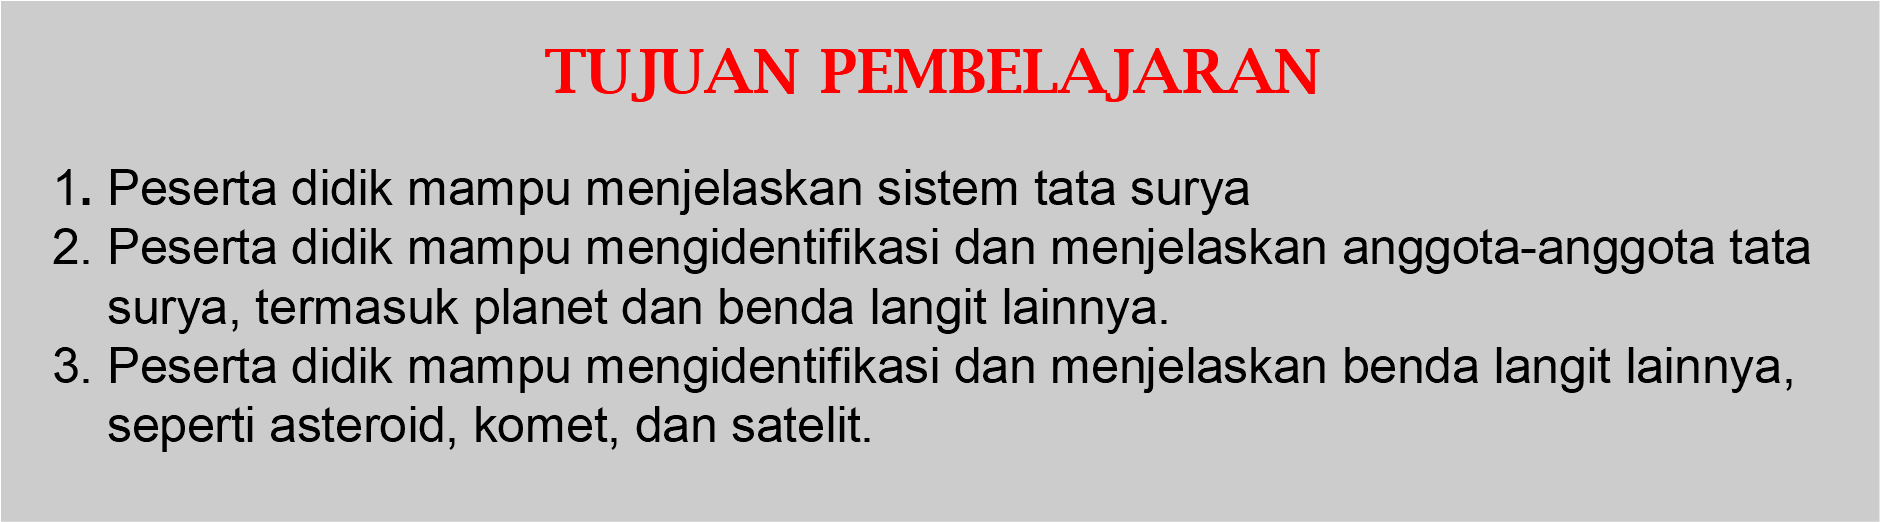 TUJUAN PEMBELAJARAN
1. Peserta didik mampu menjelaskan sistem tata surya
2. Peserta didik mampu mengidentifikasi dan menjelaskan anggota-anggota tata
surya, termasuk planet dan benda langit lainnya.
3. Peserta didik mampu mengidentifikasi dan menjelaskan benda langit lainnya,
seperti asteroid, komet, dan satelit.